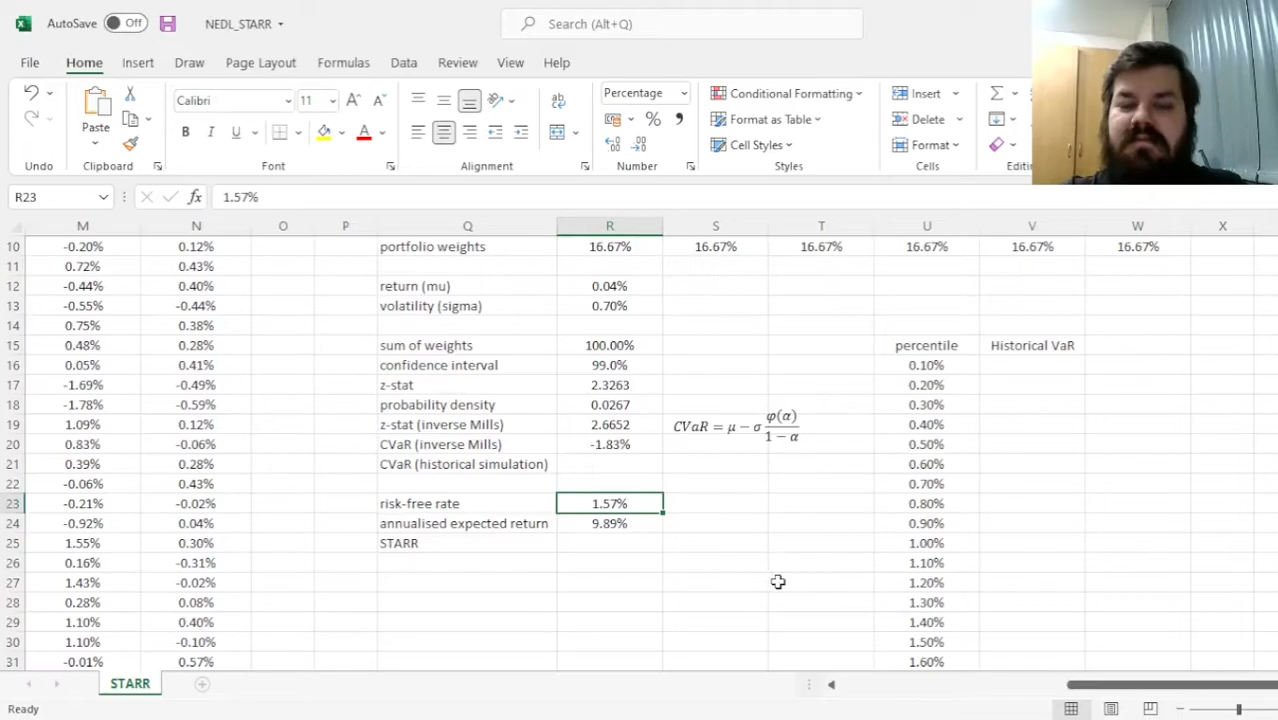 AutoSave Off NEDL_STARR Search (Alt+Q)
File Home Insert Draw Page Layout Formulas Data Review View Help
Paste Calibri 11 Percentage Conditional Formatting Insert
Format as Table Delete
Cell Styles Format
Undo Clipboard Font Alignment Number Styles Cells Editin
R23 fx 1.57%
M N O P Q R S T U V W X
10 -0.20% 0.12% portfolio weights 16.67% 16.67% 16.67% 16.67% 16.67% 16.67%
11 0.72% 0.43%
12 -0.44% 0.40% return (mu) 0.04%
13 -0.55% -0.44% volatility (sigma) 0.70%
14 0.75% 0.38%
15 0.48% 0.28% sum of weights 100.00% percentile Historical VaR
16 0.05% 0.41% confidence interval 99.0% 0.10%
17 -1.69% -0.49% z-stat 2.3263 0.20%
18 -1.78% -0.59% probability density 0.0267 0.30%
19 1.09% 0.12% z-stat (inverse Mills) 2.6652 CVaR = μ − σ φ(α) / 1 − α 0.40%
20 0.83% -0.06% CVaR (inverse Mills) -1.83% 0.50%
21 0.39% 0.28% CVaR (historical simulation) 0.60%
22 -0.06% 0.43% 0.70%
23 -0.21% -0.02% risk-free rate 1.57% 0.80%
24 -0.92% 0.04% annualised expected return 9.89% 0.90%
25 1.55% 0.30% STARR 1.00%
26 0.16% -0.31% 1.10%
27 1.43% -0.02% 1.20%
28 0.28% 0.08% 1.30%
29 1.10% 0.40% 1.40%
30 1.10% -0.10% 1.50%
31 -0.01% 0.57% 1.60%
STARR
Ready